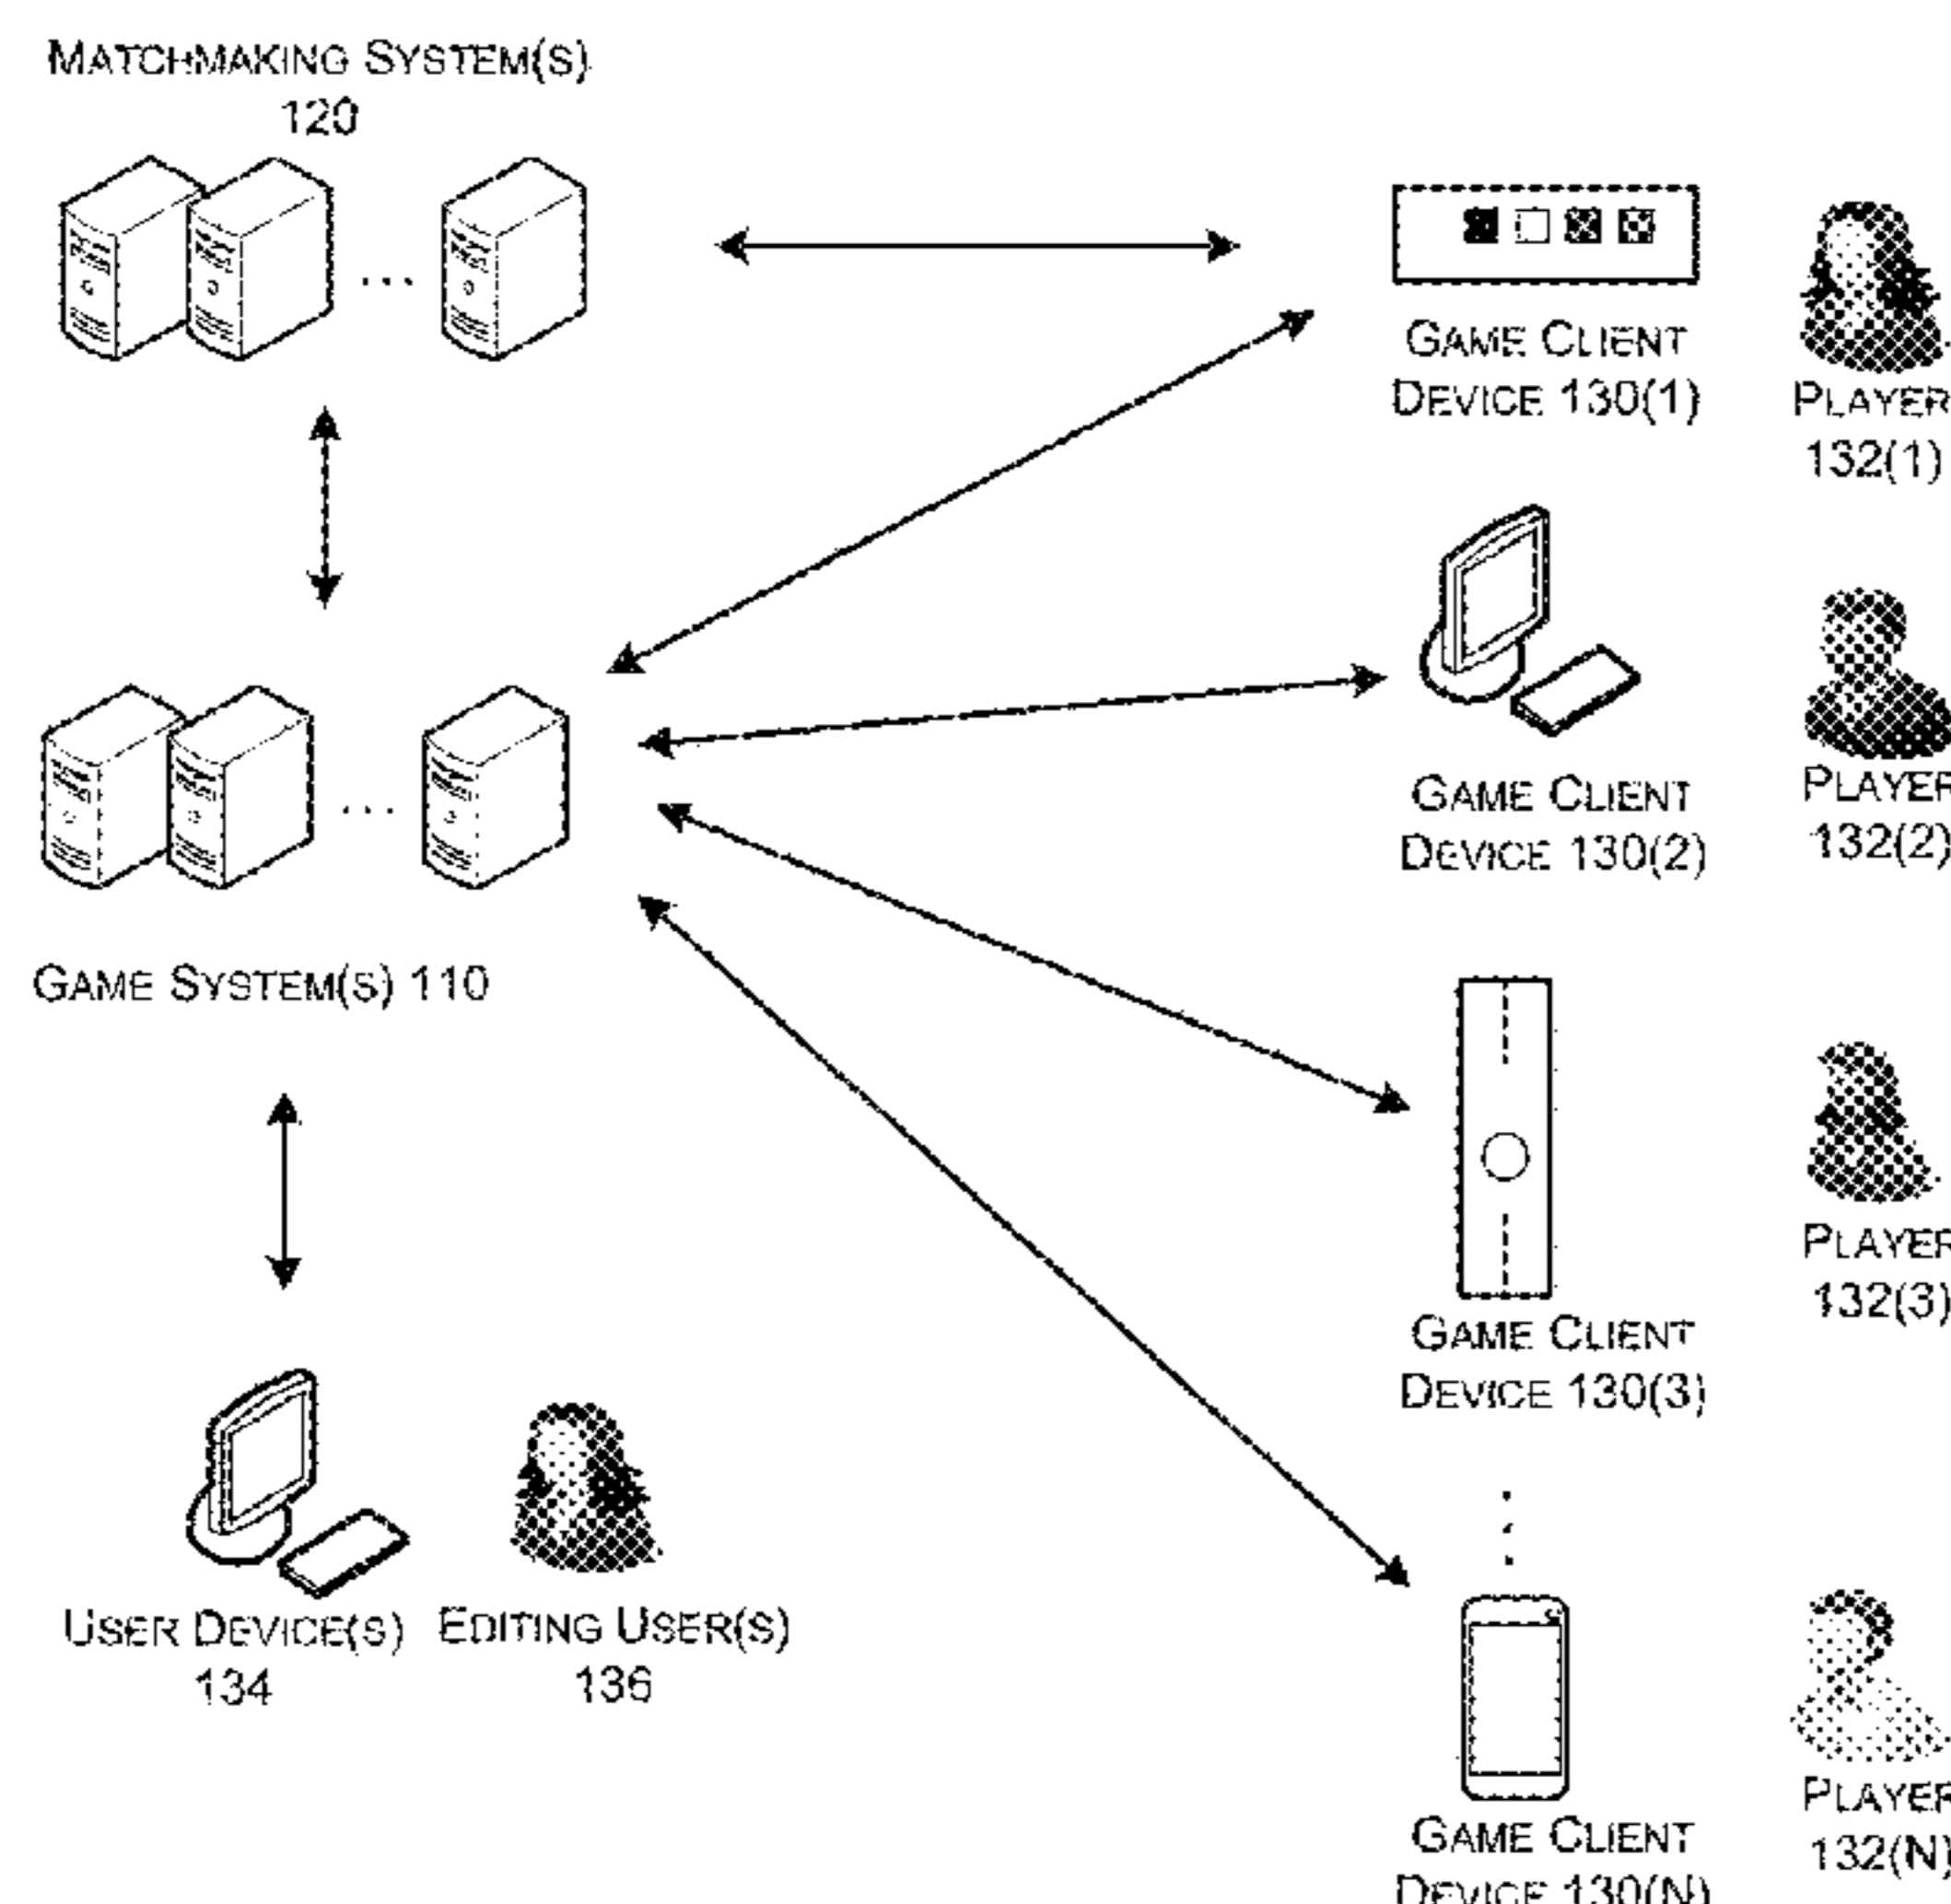 MATCHMAKING SYSTEM(S)
120
GAME CLIENT
DEVICE 130(1)
PLAYER
132(1)
GAME CLIENT
DEVICE 130(2)
PLAYER
132(2)
GAME SYSTEM(S) 110
GAME CLIENT
DEVICE 130(3)
PLAYER
132(3)
USER DEVICE(S)
134
EDITING USER(S)
136
GAME CLIENT
DEVICE 130(N)
PLAYER
132(N)